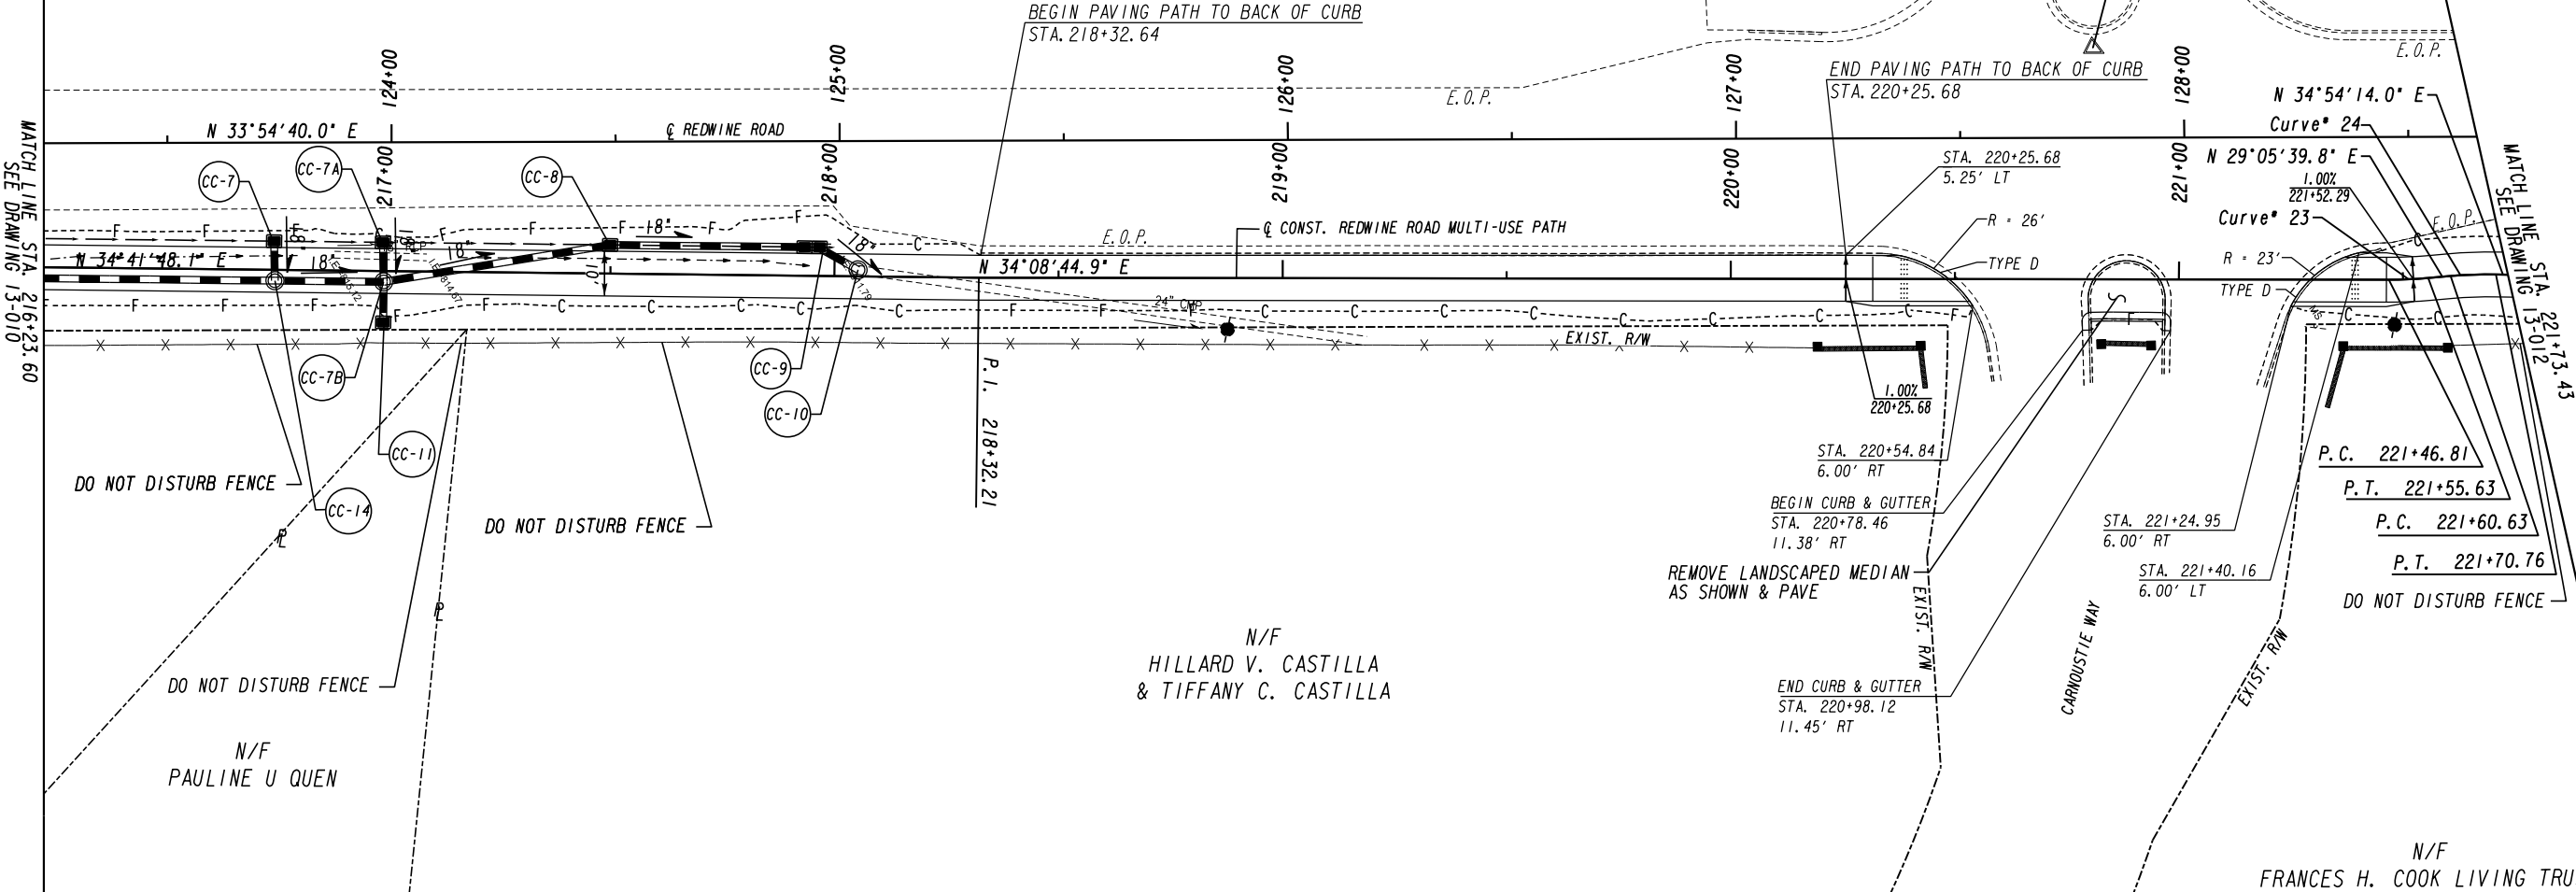 BEGIN PAVING PATH TO BACK OF CURB
STA. 218+32.64
END PAVING PATH TO BACK OF CURB
STA. 220+25.68
E.O.P.
E.O.P.
124+00
125+00
126+00
127+00
128+00
N 33°54'40.0" E
℄ REDWINE ROAD
N 34°54'14.0" E
Curve# 24
N 29°05'39.8" E
1.00%
221+52.29
Curve# 23
MATCH LINE STA. 216+23.60
SEE DRAWING 13-010
MATCH LINE STA. 221+73.43
SEE DRAWING 13-012
217+00
218+00
219+00
220+00
221+00
CC-7
CC-7A
CC-8
STA. 220+25.68
5.25' LT
R = 26'
TYPE D
R = 23'
TYPE D
E.O.P.
E.O.P.
℄ CONST. REDWINE ROAD MULTI-USE PATH
N 34°41'48.1" E
N 34°08'44.9" E
18"
18"
18"
18"
18"
10'
24" CMP
EXIST. R/W
CC-7B
CC-9
CC-10
CC-11
CC-14
P.I. 218+32.21
1.00%
220+25.68
STA. 220+54.84
6.00' RT
P.C. 221+46.81
P.T. 221+55.63
P.C. 221+60.63
P.T. 221+70.76
DO NOT DISTURB FENCE
DO NOT DISTURB FENCE
BEGIN CURB & GUTTER
STA. 220+78.46
11.38' RT
STA. 221+24.95
6.00' RT
STA. 221+40.16
6.00' LT
REMOVE LANDSCAPED MEDIAN
AS SHOWN & PAVE
DO NOT DISTURB FENCE
EXIST. R/W
CARNOUSTIE WAY
EXIST. R/W
N/F
HILLARD V. CASTILLA
& TIFFANY C. CASTILLA
DO NOT DISTURB FENCE
END CURB & GUTTER
STA. 220+98.12
11.45' RT
N/F
PAULINE U QUEN
N/F
FRANCES H. COOK LIVING TRU